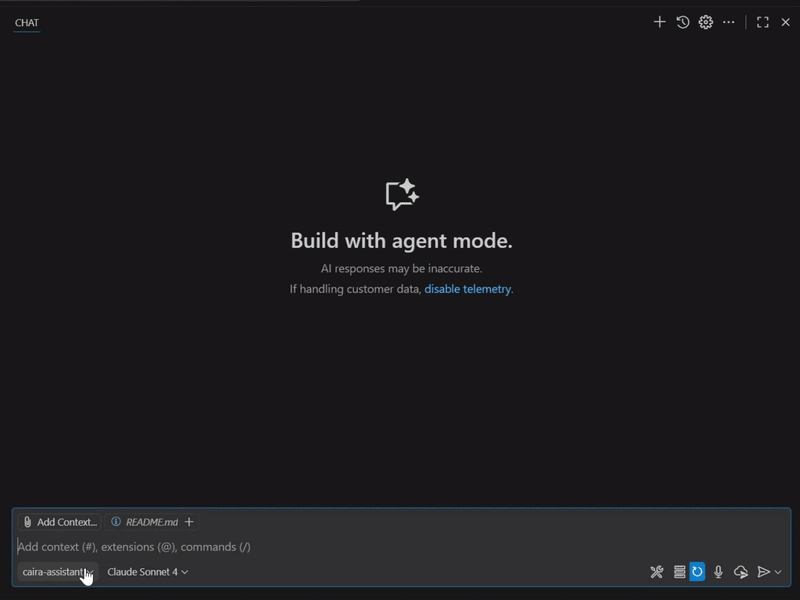 CHAT
Build with agent mode.
AI responses may be inaccurate.
If handling customer data, disable telemetry.
Add Context... README.md
Add context (#), extensions (@), commands (/)
caira-assistant Claude Sonnet 4